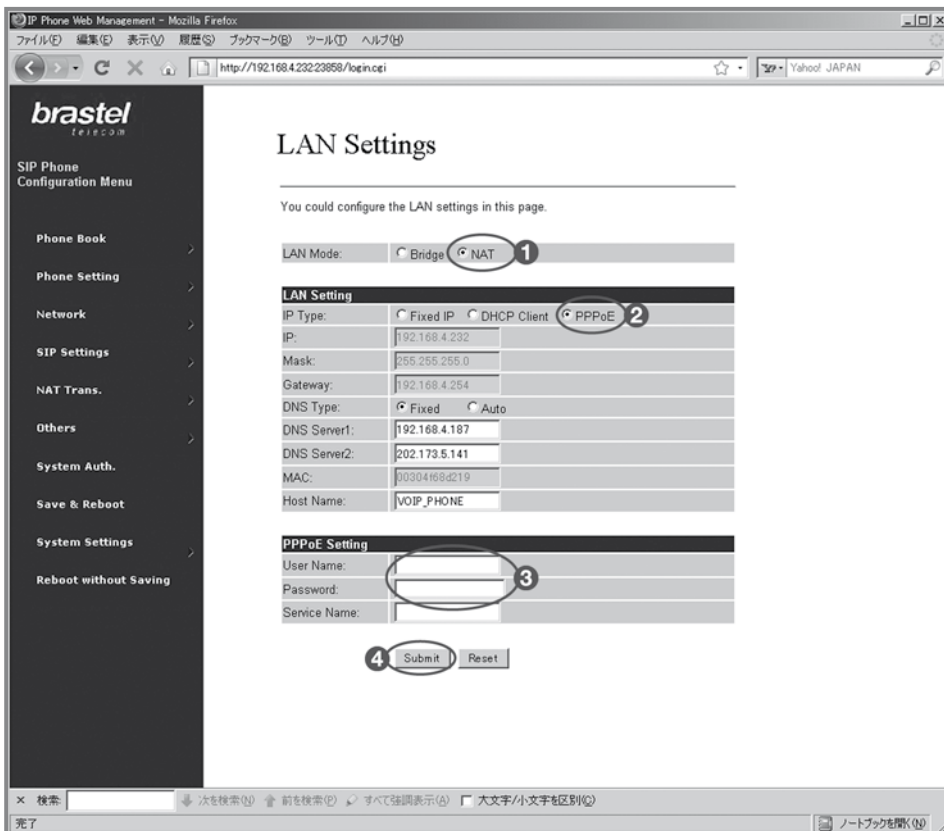 IP Phone Web Management - Mozilla Firefox
ファイル(F) 編集(E) 表示(V) 履歴(S) ブックマーク(B) ツール(T) ヘルプ(H)
http://192.168.4.232:23858/login.cgi
Yahoo! JAPAN
brastel
telecom
SIP Phone
Configuration Menu
Phone Book
Phone Setting
Network
SIP Settings
NAT Trans.
Others
System Auth.
Save & Reboot
System Settings
Reboot without Saving
LAN Settings
You could configure the LAN settings in this page.
LAN Mode: Bridge NAT 1
LAN Setting
IP Type: Fixed IP DHCP Client PPPoE 2
IP: 192.168.4.232
Mask: 255.255.255.0
Gateway: 192.168.4.254
DNS Type: Fixed Auto
DNS Server1: 192.168.4.187
DNS Server2: 202.173.5.141
MAC: 00304f68d219
Host Name: VOIP_PHONE
PPPoE Setting
User Name:
Password: 3
Service Name:
4 Submit Reset
× 検索: 次を検索(N) 前を検索(P) すべて強調表示(A) 大文字/小文字を区別(C)
完了 ノートブックを開く(N)